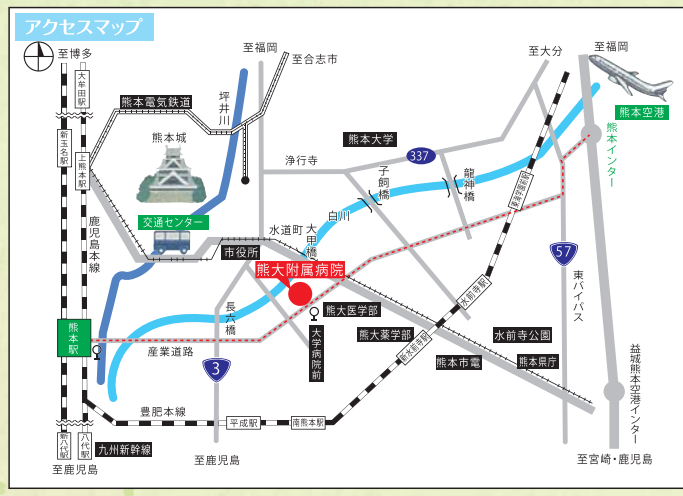 アクセスマップ
至博多
至福岡
至合志市
至大分
至福岡
大牟田駅
熊本電気鉄道
坪井川
熊本空港
新玉名駅
上熊本駅
熊本城
熊本大学
337
浄行寺
子飼橋
龍神橋
熊本インター
鹿児島本線
交通センター
水道町
大甲橋
白川
市役所
熊大附属病院
57
東バイパス
水前寺駅
熊本駅
長六橋
熊大医学部
大学病院前
熊大薬学部
新水前寺駅
水前寺公園
熊本市電
熊本県庁
産業道路
3
益城熊本空港インター
豊肥本線
平成駅
南熊本駅
新八代駅
八代駅
九州新幹線
至鹿児島
至鹿児島
至宮崎・鹿児島